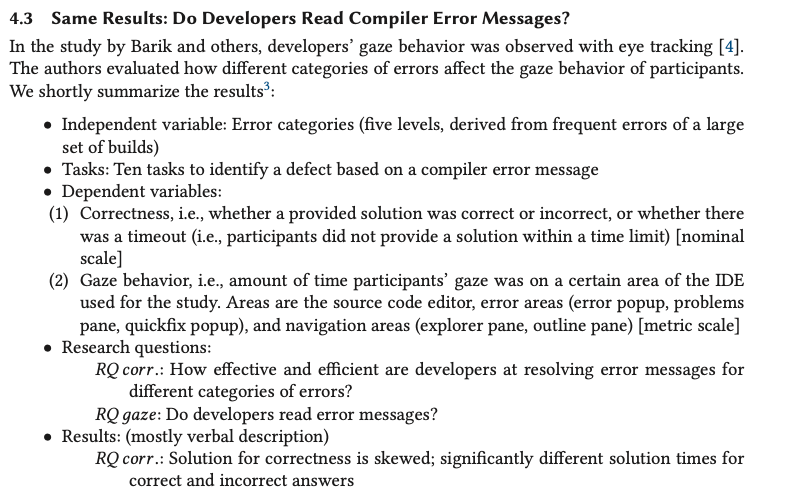 4.3 Same Results: Do Developers Read Compiler Error Messages?
In the study by Barik and others, developers’ gaze behavior was observed with eye tracking [4].
The authors evaluated how different categories of errors affect the gaze behavior of participants.
We shortly summarize the results³:
• Independent variable: Error categories (five levels, derived from frequent errors of a large
set of builds)
• Tasks: Ten tasks to identify a defect based on a compiler error message
• Dependent variables:
(1) Correctness, i.e., whether a provided solution was correct or incorrect, or whether there
was a timeout (i.e., participants did not provide a solution within a time limit) [nominal
scale]
(2) Gaze behavior, i.e., amount of time participants’ gaze was on a certain area of the IDE
used for the study. Areas are the source code editor, error areas (error popup, problems
pane, quickfix popup), and navigation areas (explorer pane, outline pane) [metric scale]
• Research questions:
RQ corr.: How effective and efficient are developers at resolving error messages for
different categories of errors?
RQ gaze: Do developers read error messages?
• Results: (mostly verbal description)
RQ corr.: Solution for correctness is skewed; significantly different solution times for
correct and incorrect answers